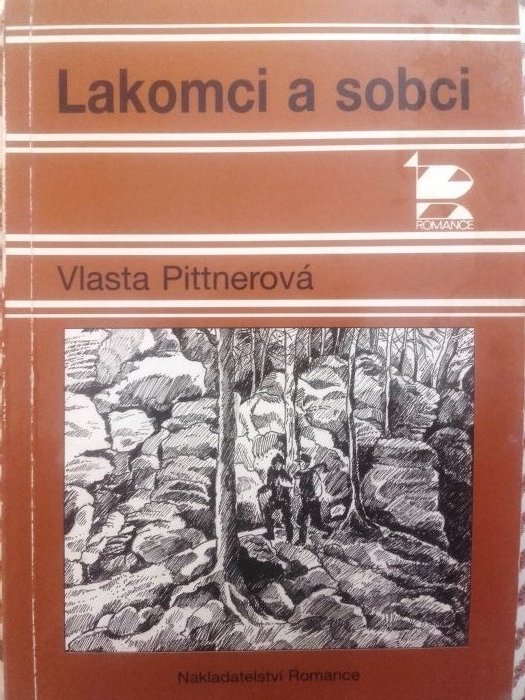 Lakomci a sobci
ROMANCE
Vlasta Pittnerová
Nakladatelství Romance